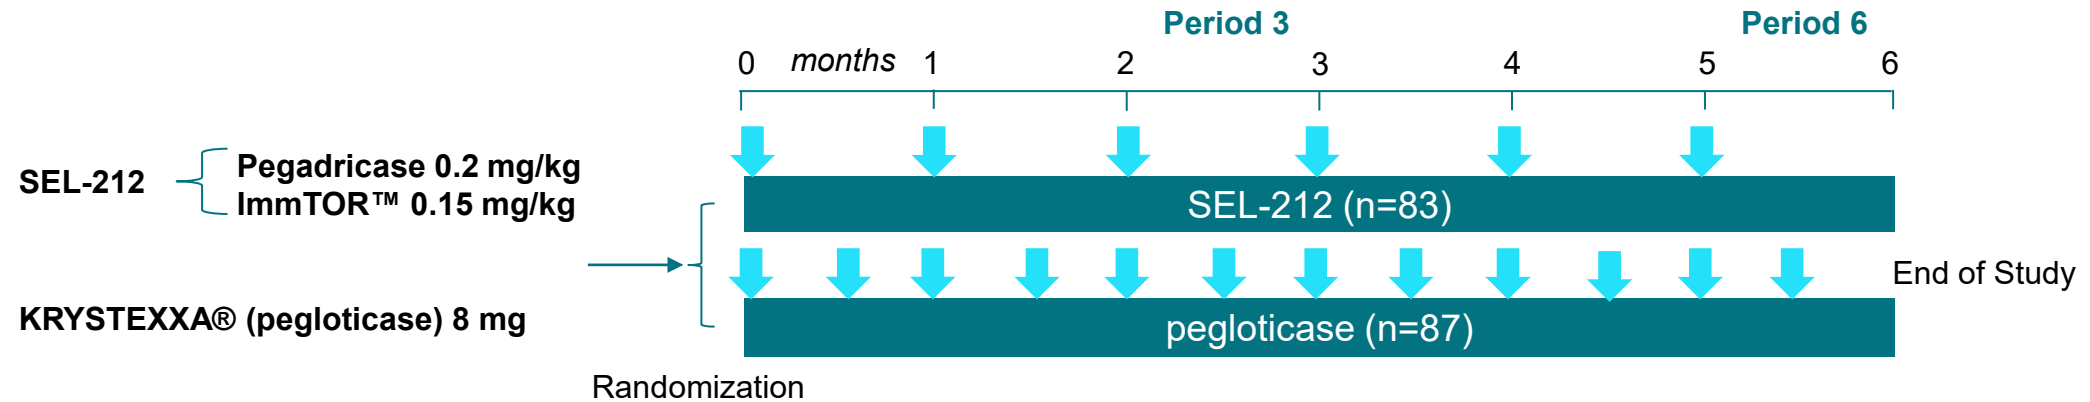 Period 3
Period 6
0 months 1 2 3 4 5 6
SEL-212
Pegadricase 0.2 mg/kg
ImmTOR™ 0.15 mg/kg
SEL-212 (n=83)
End of Study
KRYSTEXXA® (pegloticase) 8 mg
pegloticase (n=87)
Randomization